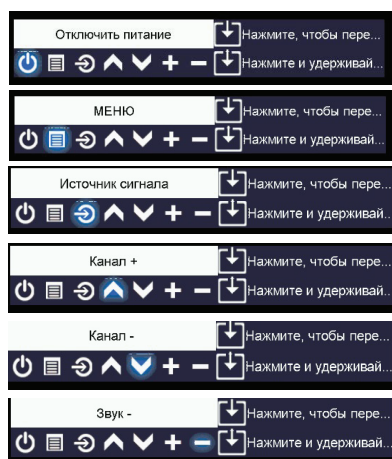 Отключить питание Нажмите, чтобы пере...
Нажмите и удерживай...
МЕНЮ Нажмите, чтобы пере...
Нажмите и удерживай...
Источник сигнала Нажмите, чтобы пере...
Нажмите и удерживай..
Канал + Нажмите, чтобы пере...
Нажмите и удерживай..
Канал - Нажмите, чтобы пере...
Нажмите и удерживай...
Звук - Нажмите, чтобы пере...
Нажмите и удерживай...